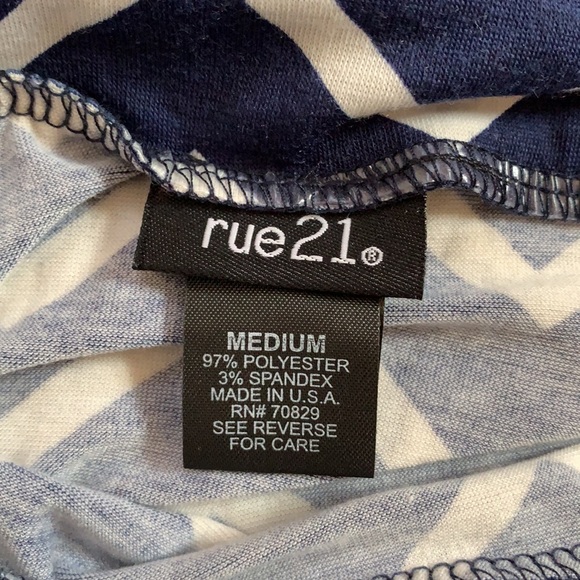 rue21®
MEDIUM
97% POLYESTER
3% SPANDEX
MADE IN U.S.A.
RN# 70829
SEE REVERSE
FOR CARE